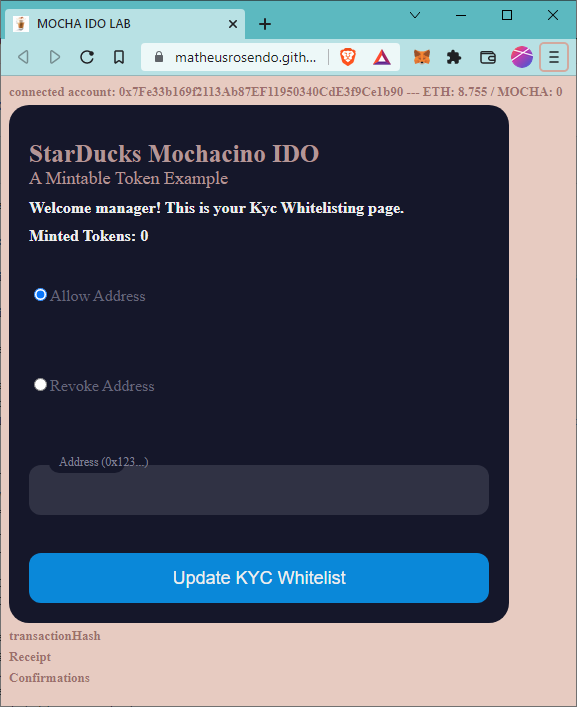 MOCHA IDO LAB
matheusrosendo.gith...
connected account: 0x7Fe33b169f2113Ab87EF11950340CdE3f9Ce1b90 --- ETH: 8.755 / MOCHA: 0
StarDucks Mochacino IDO
A Mintable Token Example
Welcome manager! This is your Kyc Whitelisting page.
Minted Tokens: 0
Allow Address
Revoke Address
Address (0x123...)
Update KYC Whitelist
transactionHash
Receipt
Confirmations